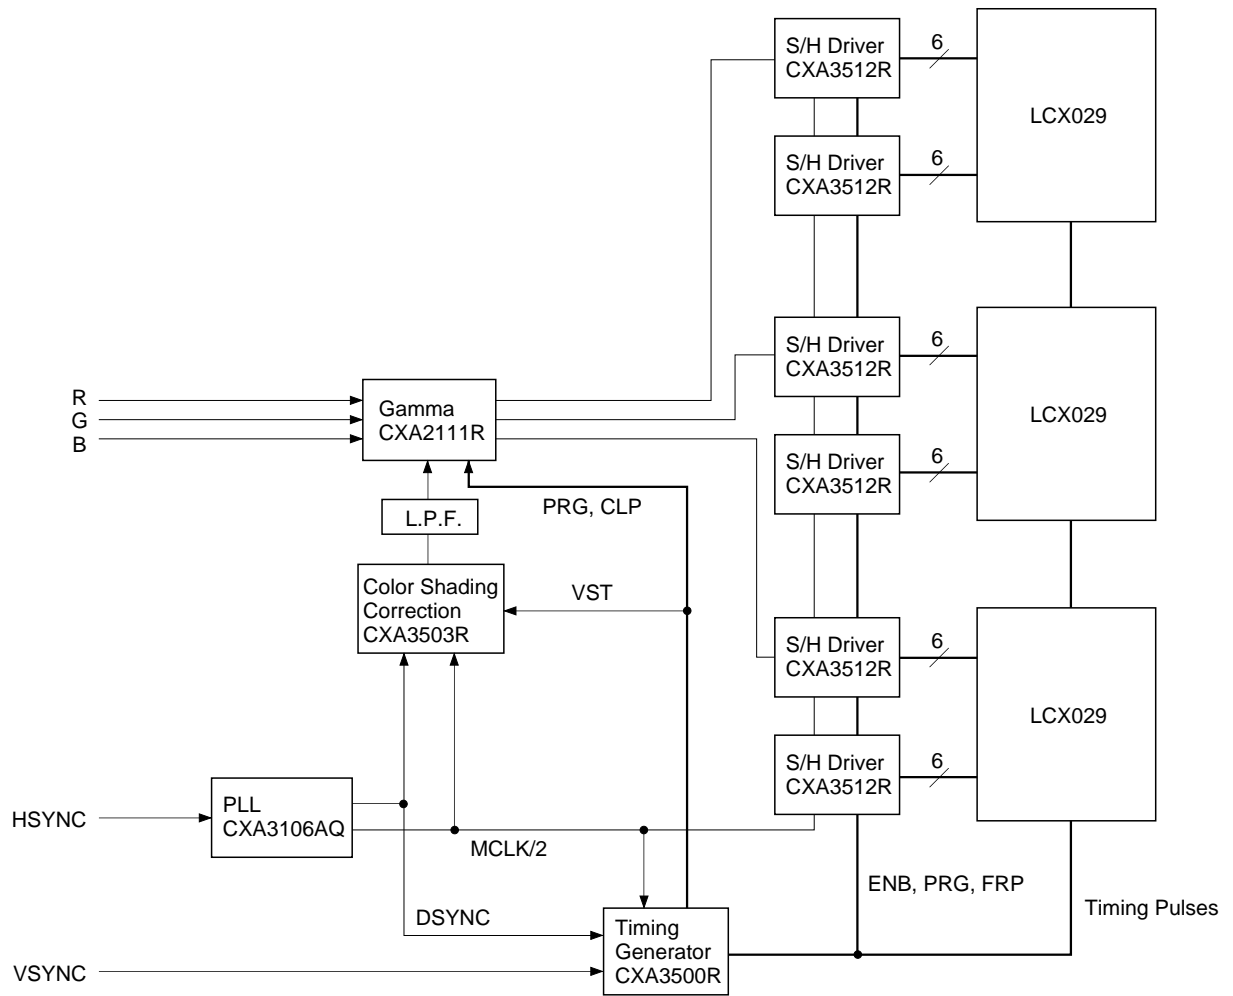 S/H Driver
CXA3512R
6
LCX029
S/H Driver
CXA3512R
6
S/H Driver
CXA3512R
6
R
G
B
Gamma
CXA2111R
LCX029
S/H Driver
CXA3512R
6
PRG, CLP
L.P.F.
Color Shading
Correction
CXA3503R
VST
S/H Driver
CXA3512R
6
LCX029
S/H Driver
CXA3512R
6
HSYNC
PLL
CXA3106AQ
MCLK/2
ENB, PRG, FRP
Timing Pulses
DSYNC
VSYNC
Timing
Generator
CXA3500R